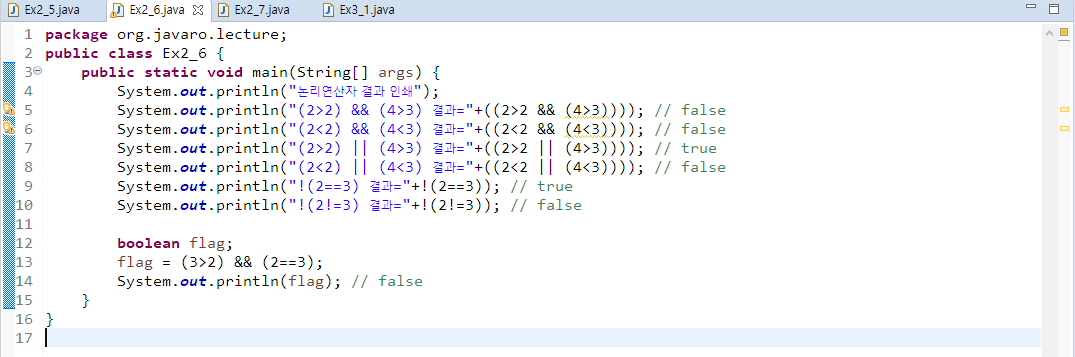 Ex2_5.java Ex2_6.java Ex2_7.java Ex3_1.java
1 package org.javaro.lecture;
2 public class Ex2_6 {
3 public static void main(String[] args) {
4 System.out.println("논리연산자 결과 인쇄");
5 System.out.println("(2>2) && (4>3) 결과="+((2>2 && (4>3)))); // false
6 System.out.println("(2<2) && (4<3) 결과="+((2<2 && (4<3)))); // false
7 System.out.println("(2>2) || (4>3) 결과="+((2>2 || (4>3)))); // true
8 System.out.println("(2<2) || (4<3) 결과="+((2<2 || (4<3)))); // false
9 System.out.println("!(2==3) 결과="+!(2==3)); // true
10 System.out.println("!(2!=3) 결과="+!(2!=3)); // false
11
12 boolean flag;
13 flag = (3>2) && (2==3);
14 System.out.println(flag); // false
15 }
16 }
17